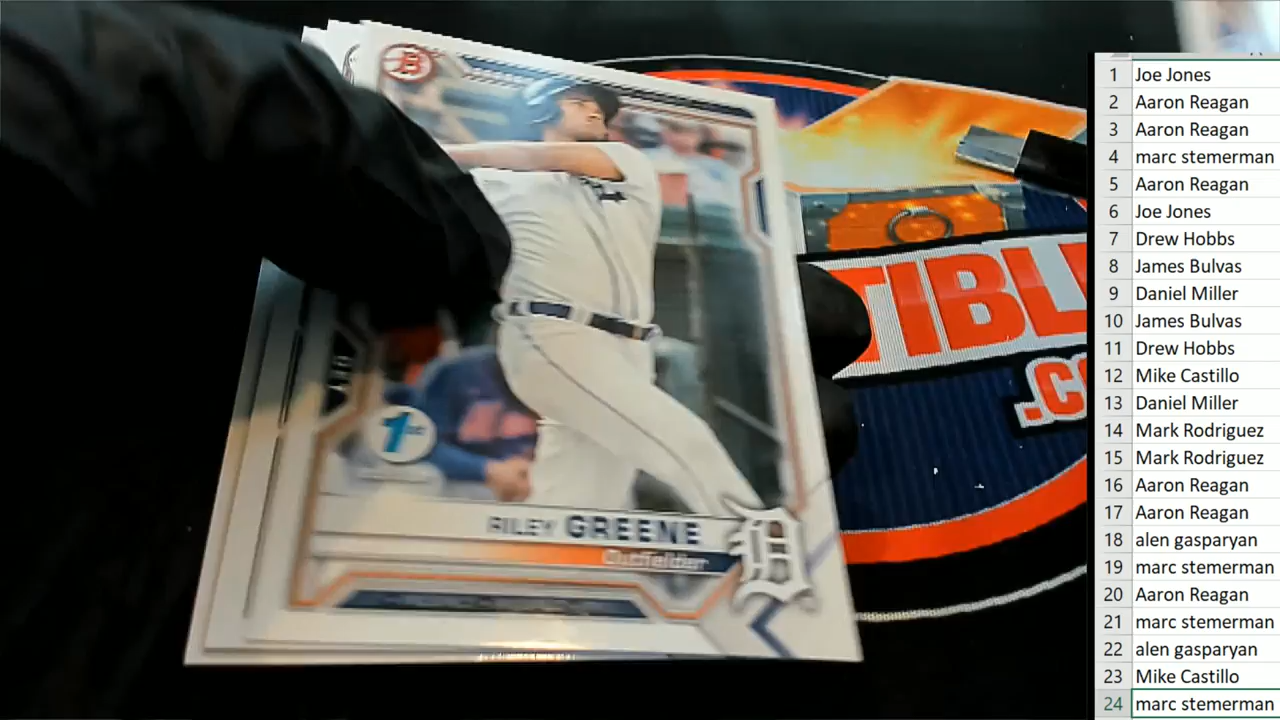 B
1st
RILEY GREENE
Outfielder
D
TIBL
.CO
1 Joe Jones
2 Aaron Reagan
3 Aaron Reagan
4 marc stemerman
5 Aaron Reagan
6 Joe Jones
7 Drew Hobbs
8 James Bulvas
9 Daniel Miller
10 James Bulvas
11 Drew Hobbs
12 Mike Castillo
13 Daniel Miller
14 Mark Rodriguez
15 Mark Rodriguez
16 Aaron Reagan
17 Aaron Reagan
18 alen gasparyan
19 marc stemerman
20 Aaron Reagan
21 marc stemerman
22 alen gasparyan
23 Mike Castillo
24 marc stemerman